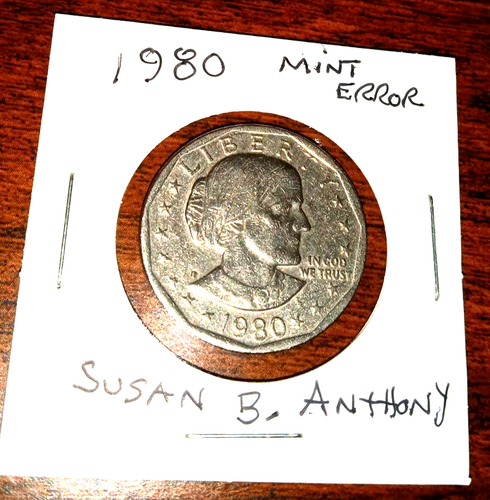 1980 MINT
ERROR
LIBERTY
IN GOD
WE TRUST
1980
SUSAN B. ANTHONY